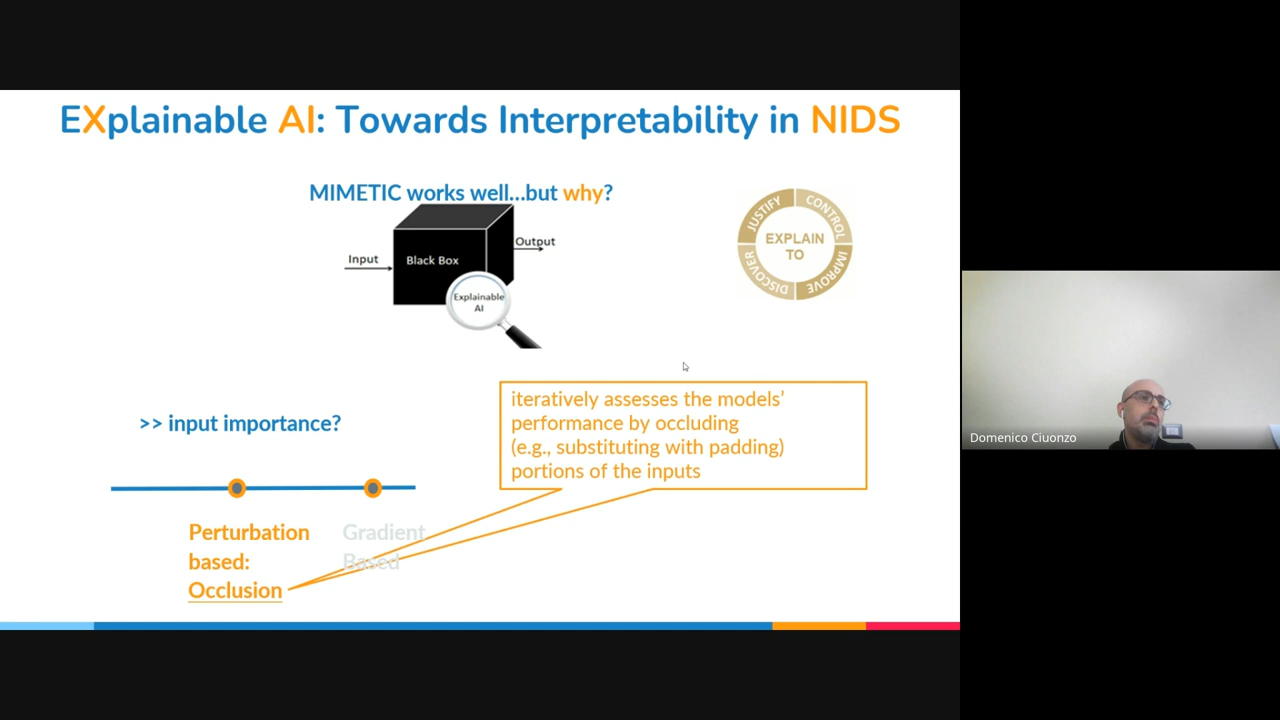 EXplainable AI: Towards Interpretability in NIDS
MIMETIC works well...but why?
Input
Black Box
Output
Explainable
AI
JUSTIFY
CONTROL
EXPLAIN
TO
DISCOVER
IMPROVE
iteratively assesses the models'
performance by occluding
(e.g., substituting with padding)
portions of the inputs
>> input importance?
Perturbation
based:
Occlusion
Gradient
Based
Domenico Ciuonzo